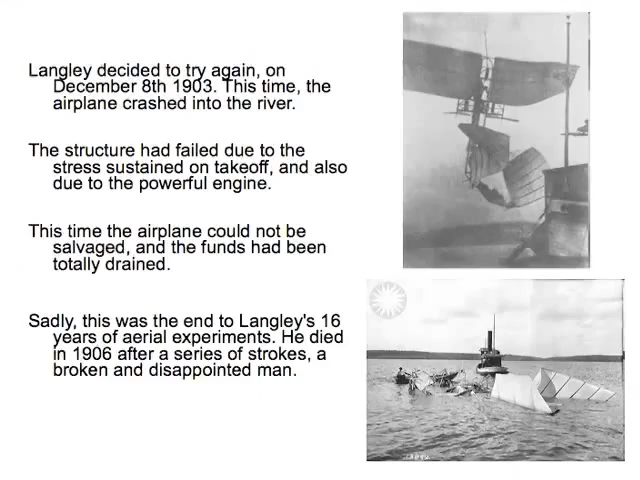 Langley decided to try again, on
December 8th 1903. This time, the
airplane crashed into the river.
The structure had failed due to the
stress sustained on takeoff, and also
due to the powerful engine.
This time the airplane could not be
salvaged, and the funds had been
totally drained.
Sadly, this was the end to Langley's 16
years of aerial experiments. He died
in 1906 after a series of strokes, a
broken and disappointed man.